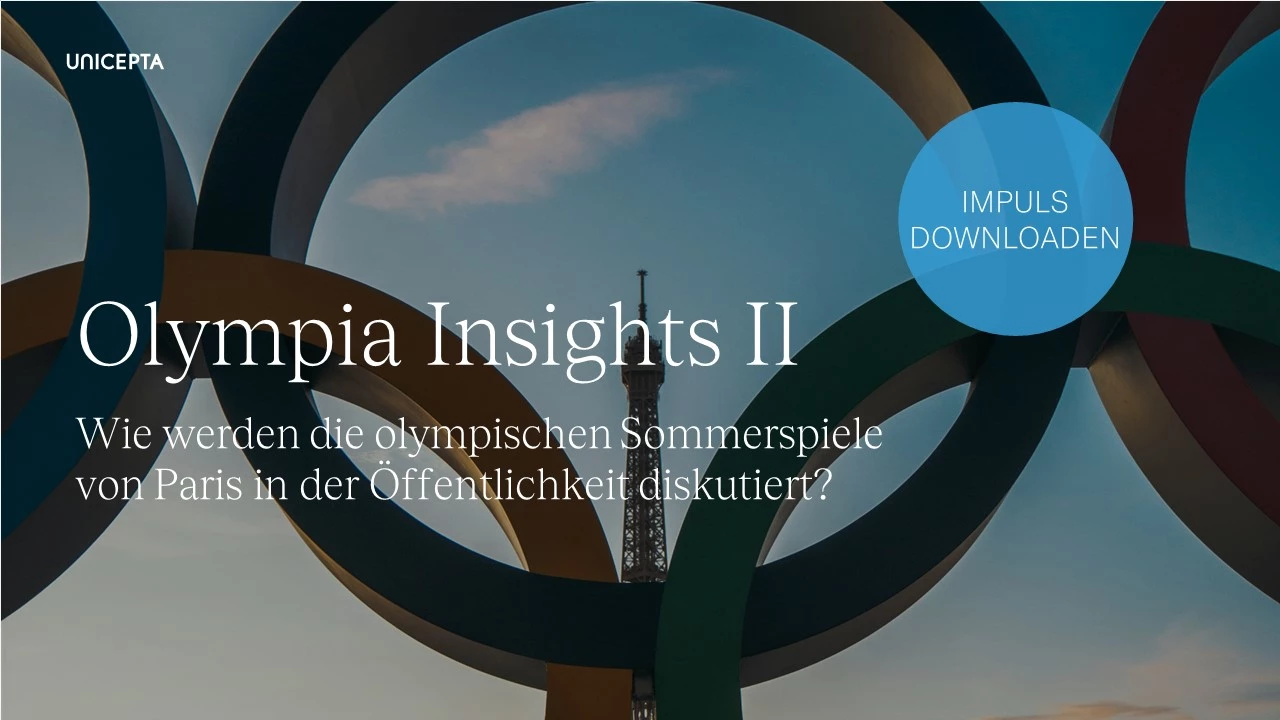 UNICEPTA
IMPULS
DOWNLOADEN
Olympia Insights II
Wie werden die olympischen Sommerspiele
von Paris in der Öffentlichkeit diskutiert?